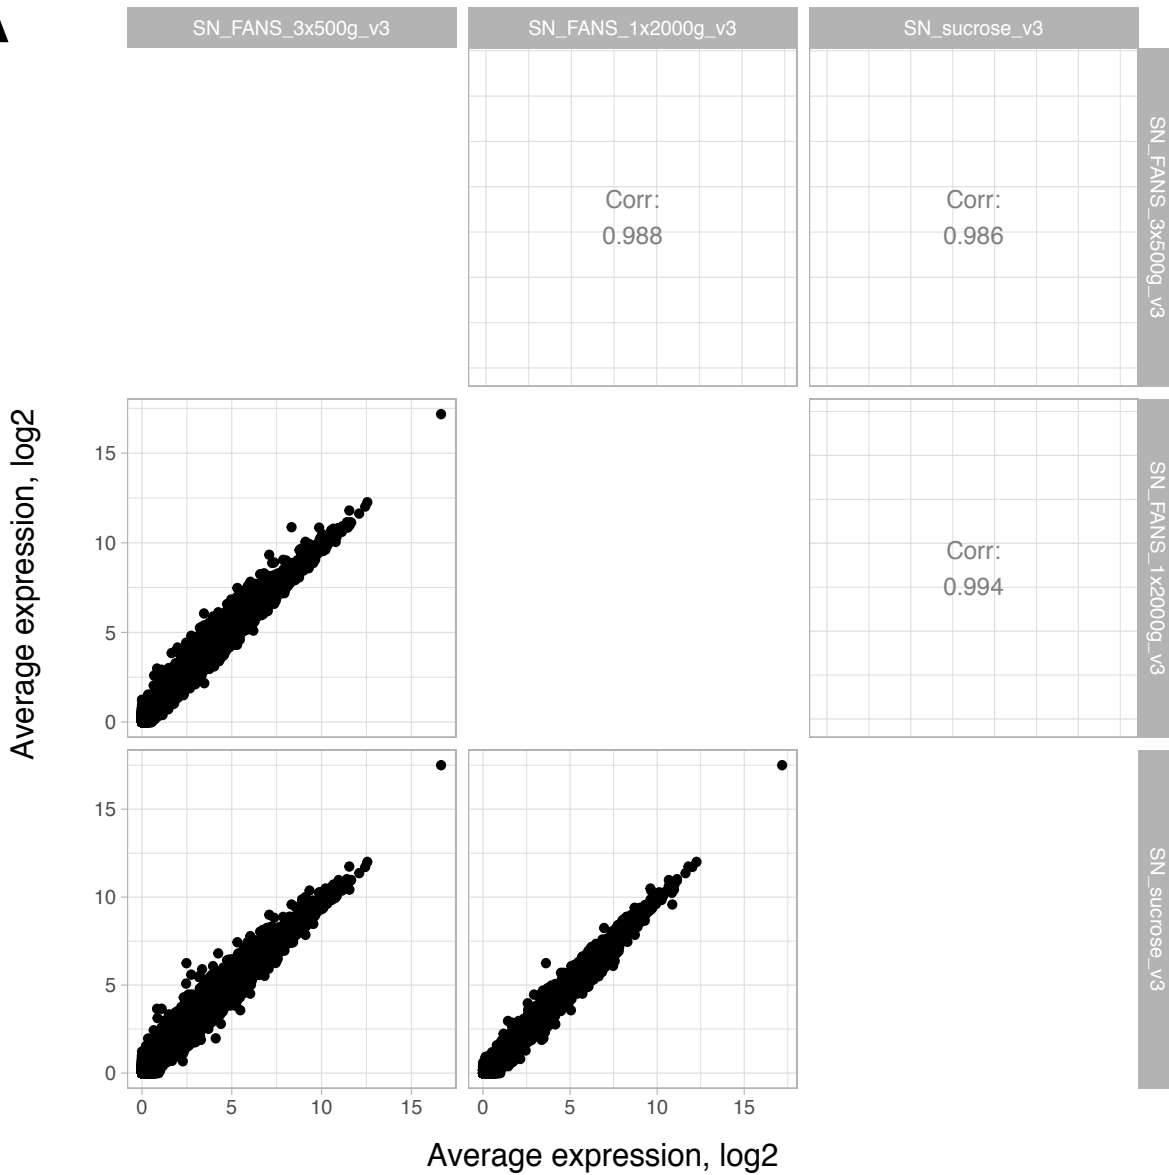 A
SN_FANS_3x500g_v3
SN_FANS_1x2000g_v3
SN_sucrose_v3
Corr:
0.988
Corr:
0.986
SN_FANS_3x500g_v3
Average expression, log2
15
10
5
0
Corr:
0.994
SN_FANS_1x2000g_v3
15
10
5
0
SN_sucrose_v3
0
5
10
15
0
5
10
15
Average expression, log2